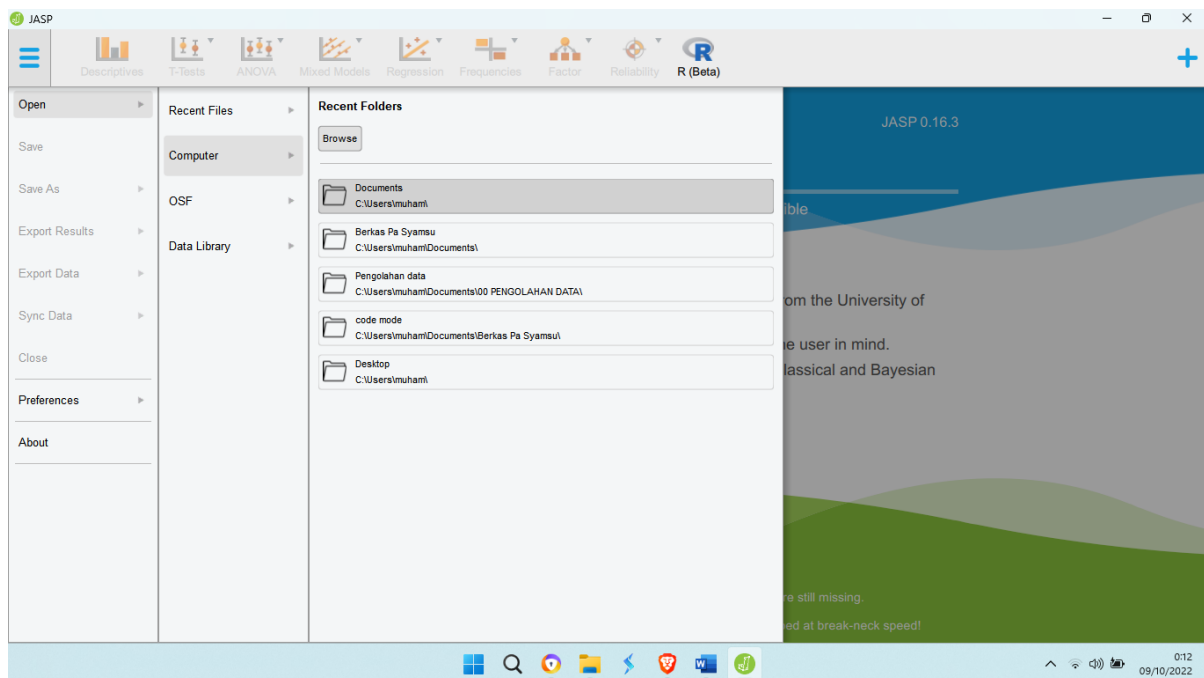 JASP
Descriptives
T-Tests
ANOVA
Mixed Models
Regression
Frequencies
Factor
Reliability
R (Beta)
Open
Save
Save As
Export Results
Export Data
Sync Data
Close
Preferences
About
Recent Files
Computer
OSF
Data Library
Recent Folders
Browse
Documents
C:\Users\muham\
Berkas Pa Syamsu
C:\Users\muham\Documents\
Pengolahan data
C:\Users\muham\Documents\00 PENGOLAHAN DATA\
code mode
C:\Users\muham\Documents\Berkas Pa Syamsu\
Desktop
C:\Users\muham\
JASP 0.16.3
ible
om the University of
e user in mind.
lassical and Bayesian
re still missing.
ed at break-neck speed!
0:12
09/10/2022